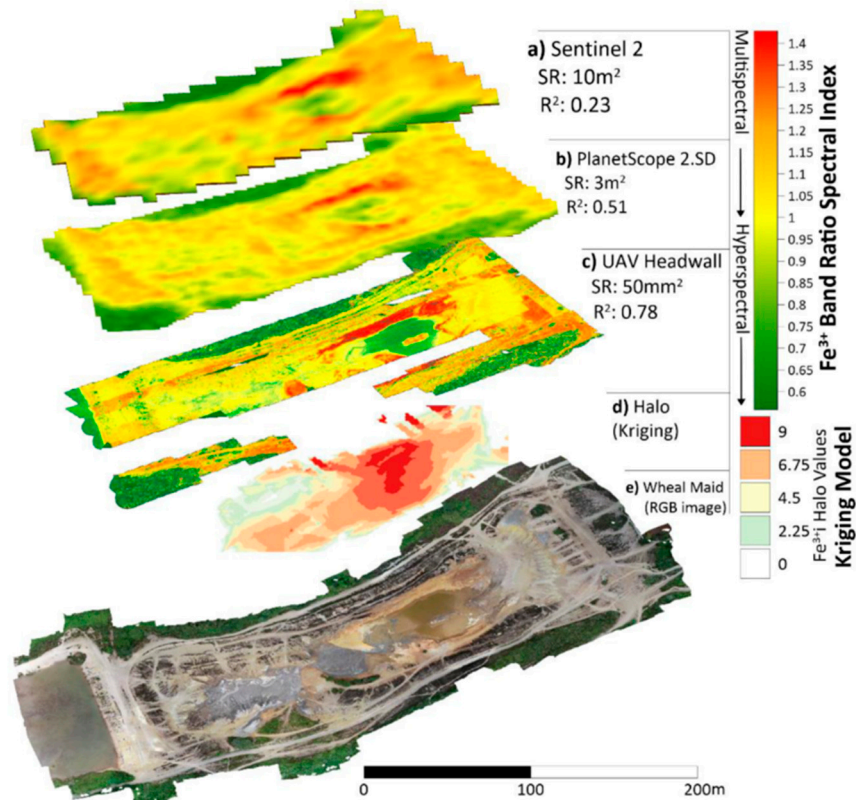 a) Sentinel 2
SR: 10m²
R²: 0.23
b) PlanetScope 2.SD
SR: 3m²
R²: 0.51
c) UAV Headwall
SR: 50mm²
R²: 0.78
d) Halo
(Kriging)
e) Wheal Maid
(RGB image)
Multispectral
Hyperspectral
1.4
1.35
1.3
1.25
1.2
1.15
1.1
1.05
1
0.95
0.9
0.85
0.8
0.75
0.7
0.65
0.6
Fe³⁺ Band Ratio Spectral Index
9
6.75
4.5
2.25
0
Fe³⁺i Halo Values
Kriging Model
0 100 200m